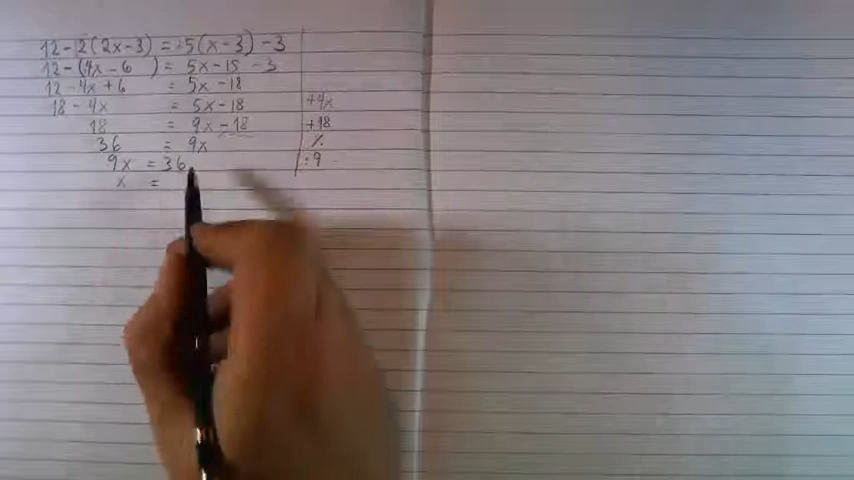 12-2(2x-3) = 5(x-3) -3
12-(4x-6 ) = 5x-15 -3
12-4x+6 = 5x-18
18-4x = 5x-18 | +4x
18 = 9x-18 | +18
36 = 9x | %
9x = 36 | :9
x =